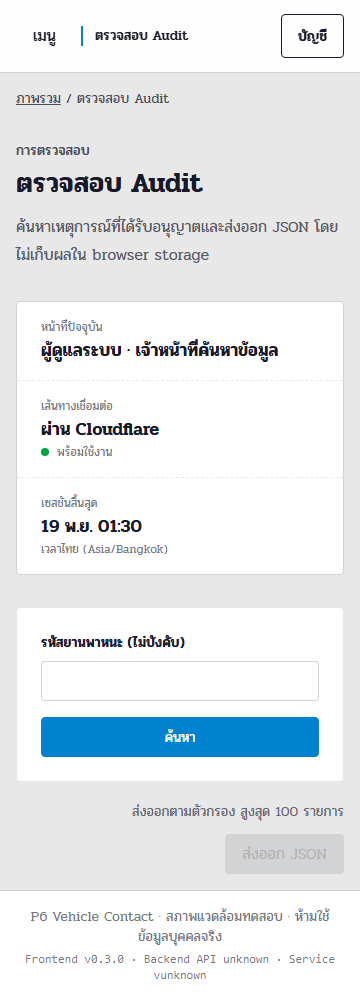 เมนู
ตรวจสอบ Audit
บัญชี
ภาพรวม / ตรวจสอบ Audit
การตรวจสอบ
ตรวจสอบ Audit
ค้นหาเหตุการณ์ที่ได้รับอนุญาตและส่งออก JSON โดย
ไม่เก็บผลใน browser storage
หน้าที่ปัจจุบัน
ผู้ดูแลระบบ · เจ้าหน้าที่ค้นหาข้อมูล
เส้นทางเชื่อมต่อ
ผ่าน Cloudflare
พร้อมใช้งาน
เซสชันสิ้นสุด
19 พ.ย. 01:30
เวลาไทย (Asia/Bangkok)
รหัสยานพาหนะ (ไม่บังคับ)
ค้นหา
ส่งออกตามตัวกรอง สูงสุด 100 รายการ
ส่งออก JSON
P6 Vehicle Contact · สภาพแวดล้อมทดสอบ · ห้ามใช้
ข้อมูลบุคคลจริง
Frontend v0.3.0 · Backend API unknown · Service
vunknown